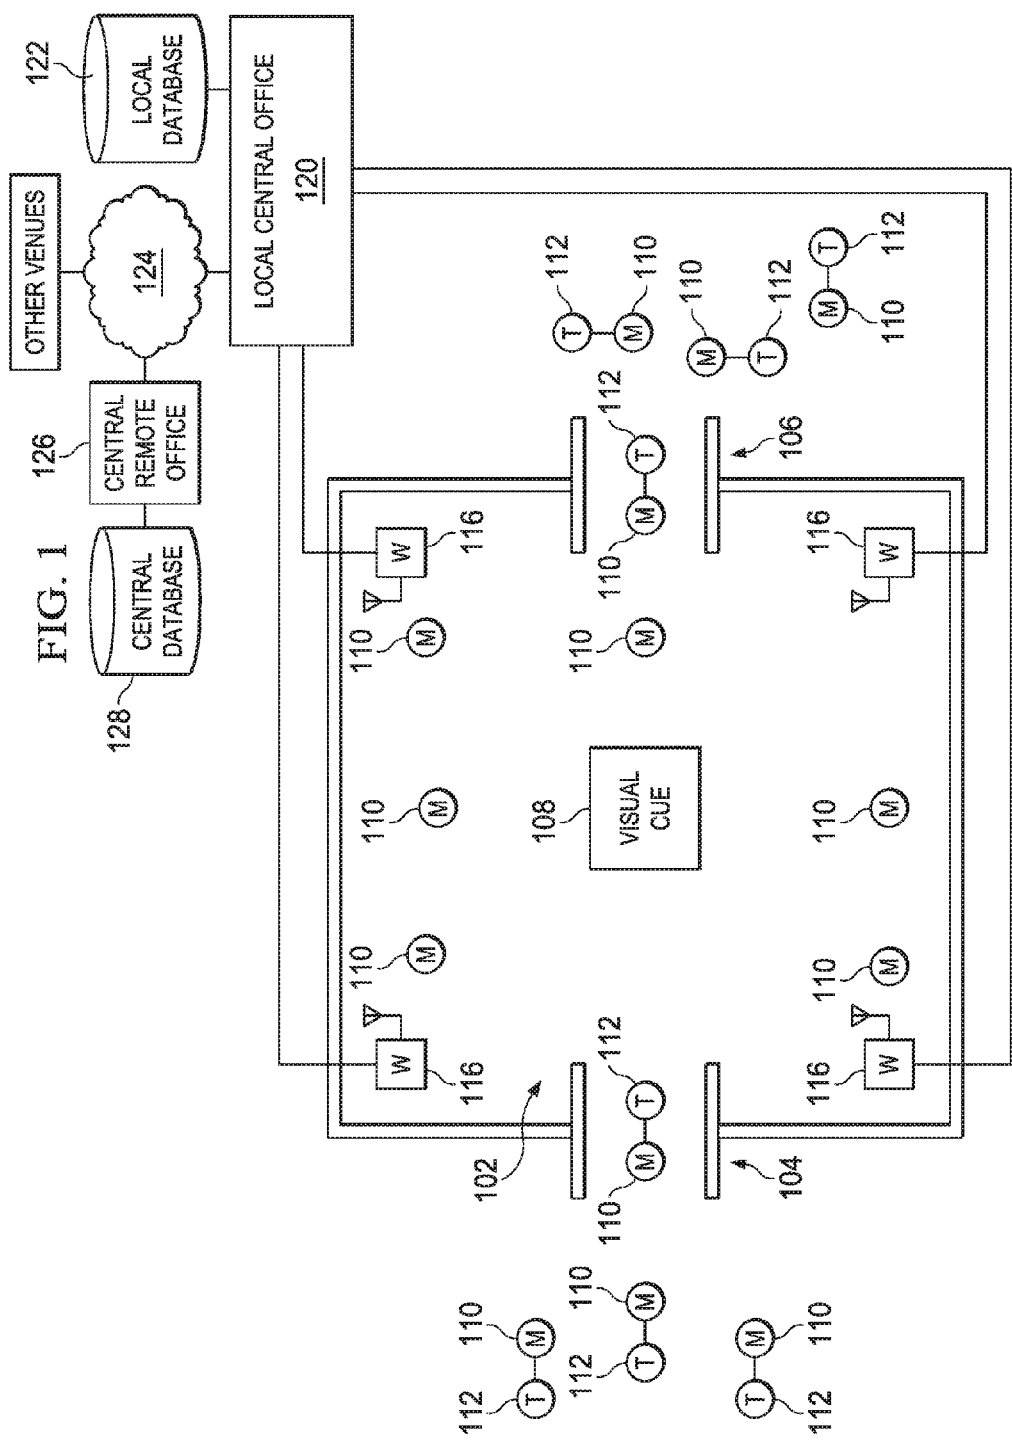 FIG. 1
OTHER VENUES
122
126
128
CENTRAL
DATABASE
CENTRAL
REMOTE
OFFICE
124
LOCAL
DATABASE
LOCAL CENTRAL OFFICE
120
110
110
110
W
W
M
M
M
116
116
112
110
102
T
M
108
112
T
112
110
110
110
112
110
112
T
M
M
T
VISUAL
CUE
M
M
T
M
110
110
M
T
M
T
112
104
106
112
110
116
110
110
116
M
T
W
M
M
W
110
112